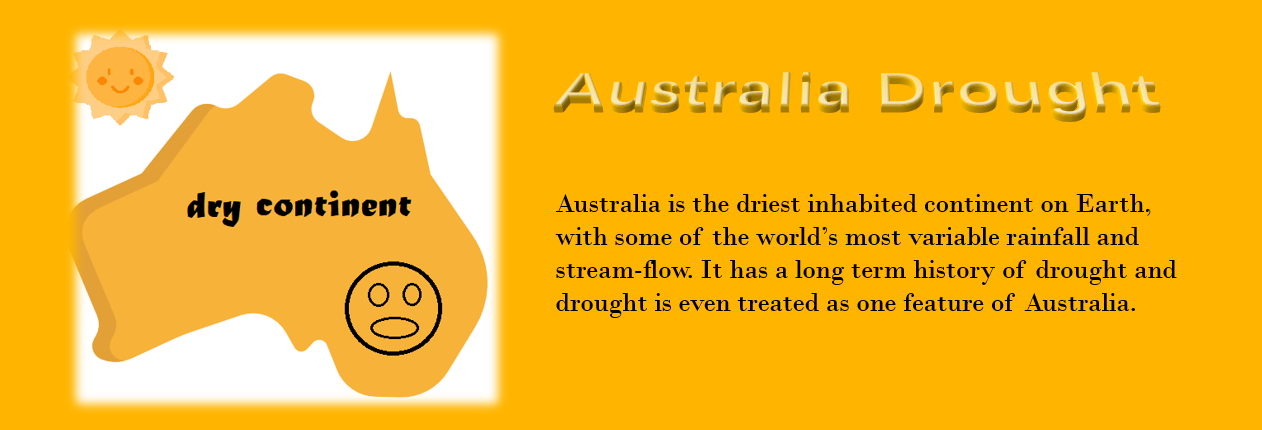 dry continent
Australia Drought
Australia is the driest inhabited continent on Earth,
with some of the world’s most variable rainfall and
stream-flow. It has a long term history of drought and
drought is even treated as one feature of Australia.